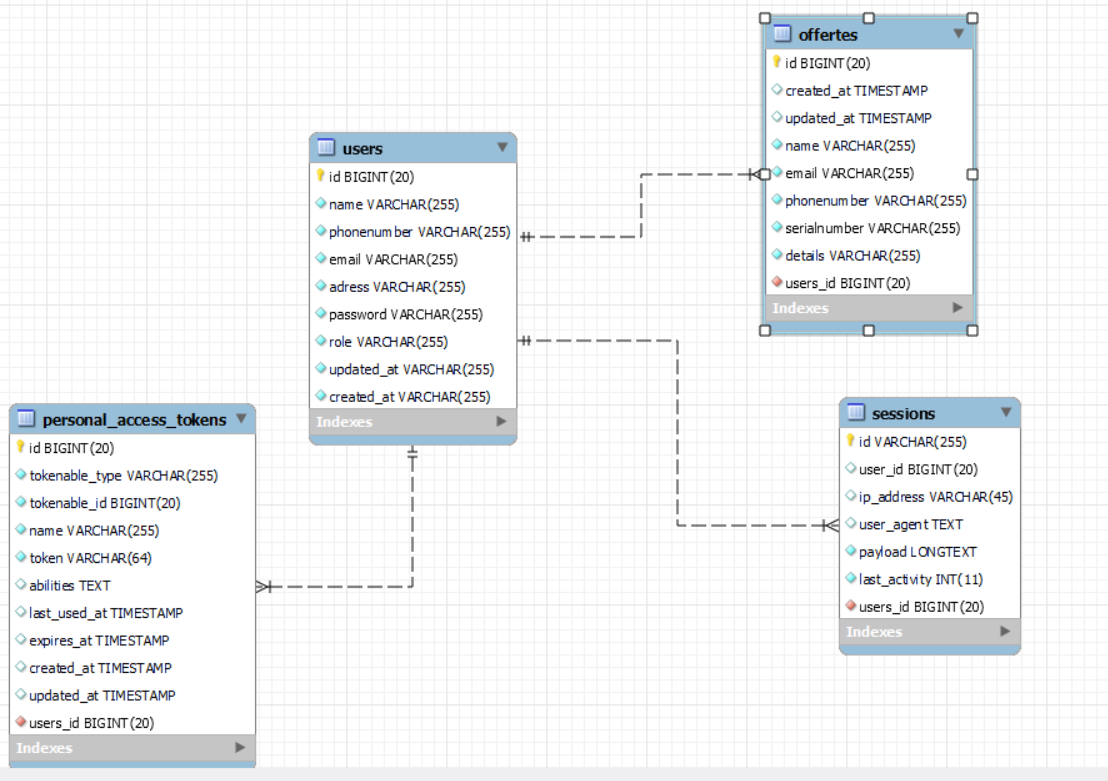 offertes
id BIGINT(20)
created_at TIMESTAMP
updated_at TIMESTAMP
name VARCHAR(255)
email VARCHAR(255)
phonenumber VARCHAR(255)
serialnumber VARCHAR(255)
details VARCHAR(255)
users_id BIGINT(20)
Indexes
users
id BIGINT(20)
name VARCHAR(255)
phonenumber VARCHAR(255)
email VARCHAR(255)
adress VARCHAR(255)
password VARCHAR(255)
role VARCHAR(255)
updated_at VARCHAR(255)
created_at VARCHAR(255)
Indexes
personal_access_tokens
id BIGINT(20)
tokenable_type VARCHAR(255)
tokenable_id BIGINT(20)
name VARCHAR(255)
token VARCHAR(64)
abilities TEXT
last_used_at TIMESTAMP
expires_at TIMESTAMP
created_at TIMESTAMP
updated_at TIMESTAMP
users_id BIGINT(20)
Indexes
sessions
id VARCHAR(255)
user_id BIGINT(20)
ip_address VARCHAR(45)
user_agent TEXT
payload LONGTEXT
last_activity INT(11)
users_id BIGINT(20)
Indexes